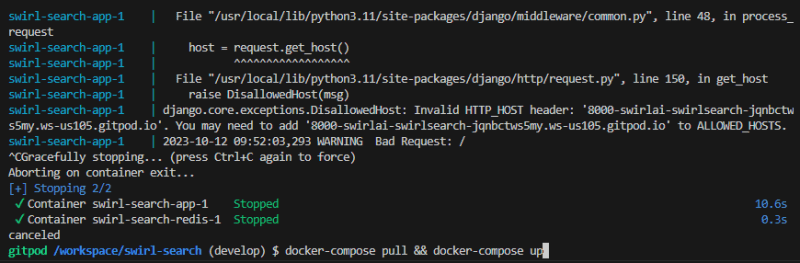 swirl-search-app-1    |   File "/usr/local/lib/python3.11/site-packages/django/middleware/common.py", line 48, in process_
request
swirl-search-app-1    |     host = request.get_host()
swirl-search-app-1    |            ^^^^^^^^^^^^^^^^^^
swirl-search-app-1    |   File "/usr/local/lib/python3.11/site-packages/django/http/request.py", line 150, in get_host
swirl-search-app-1    |     raise DisallowedHost(msg)
swirl-search-app-1    | django.core.exceptions.DisallowedHost: Invalid HTTP_HOST header: '8000-swirlai-swirlsearch-jqnbct
ws5my.ws-us105.gitpod.io'. You may need to add '8000-swirlai-swirlsearch-jqnbctws5my.ws-us105.gitpod.io' to ALLOWED_HOSTS.
swirl-search-app-1    | 2023-10-12 09:52:03,293 WARNING  Bad Request: /
^CGracefully stopping... (press Ctrl+C again to force)
Aborting on container exit...
[+] Stopping 2/2
 ✔ Container swirl-search-app-1    Stopped                                                                            10.6s
 ✔ Container swirl-search-redis-1  Stopped                                                                             0.3s
canceled
gitpod /workspace/swirl-search (develop) $ docker-compose pull && docker-compose up